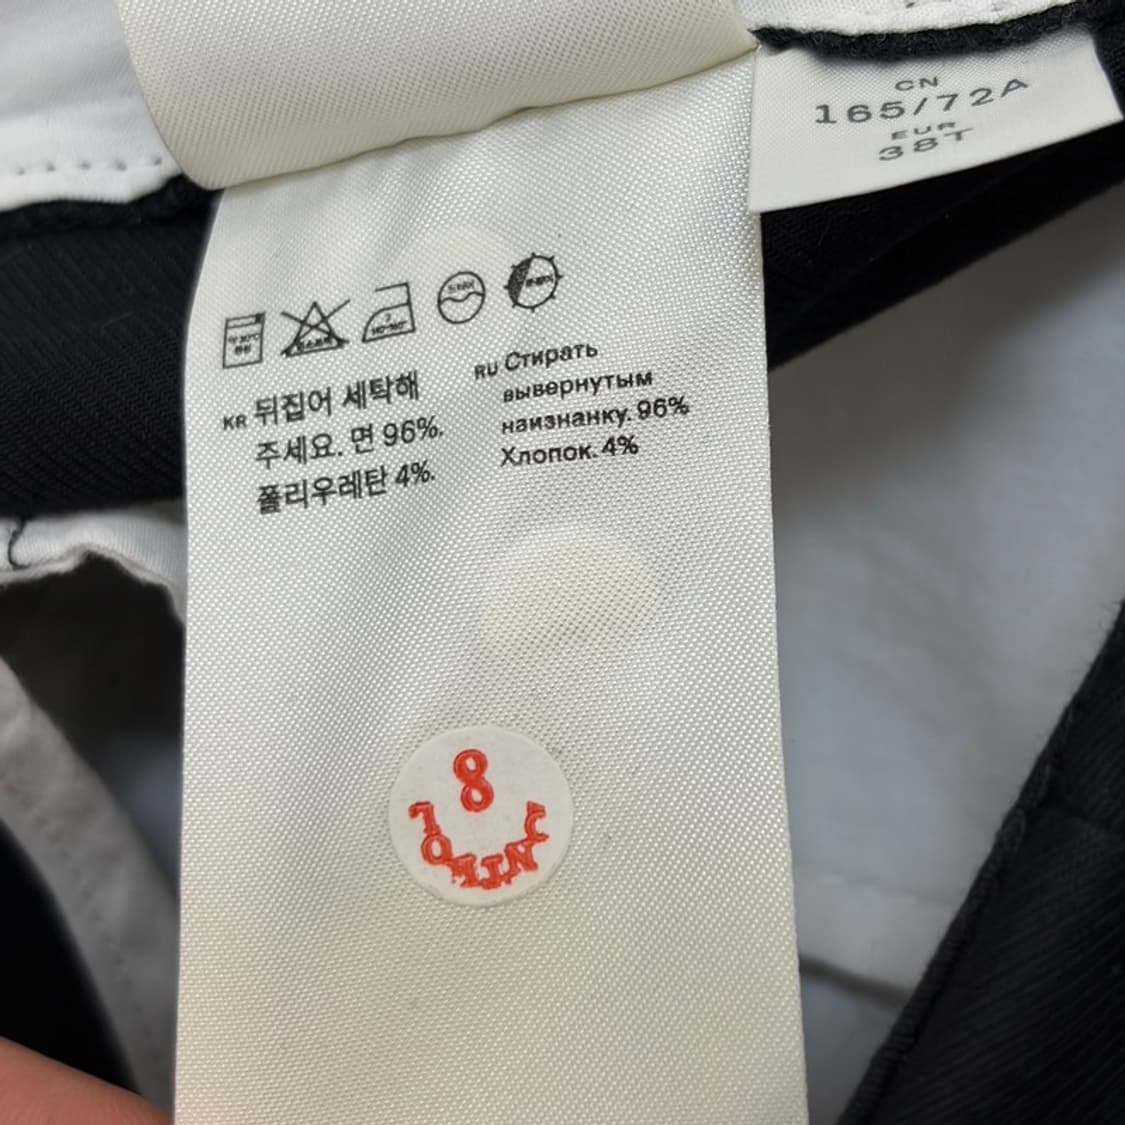 CN
165/72A
EUR
38T
KR 뒤집어 세탁해
주세요. 면 96%.
폴리우레탄 4%.
RU Стирать
вывернутым
наизнанку. 96%
Хлопок. 4%
8